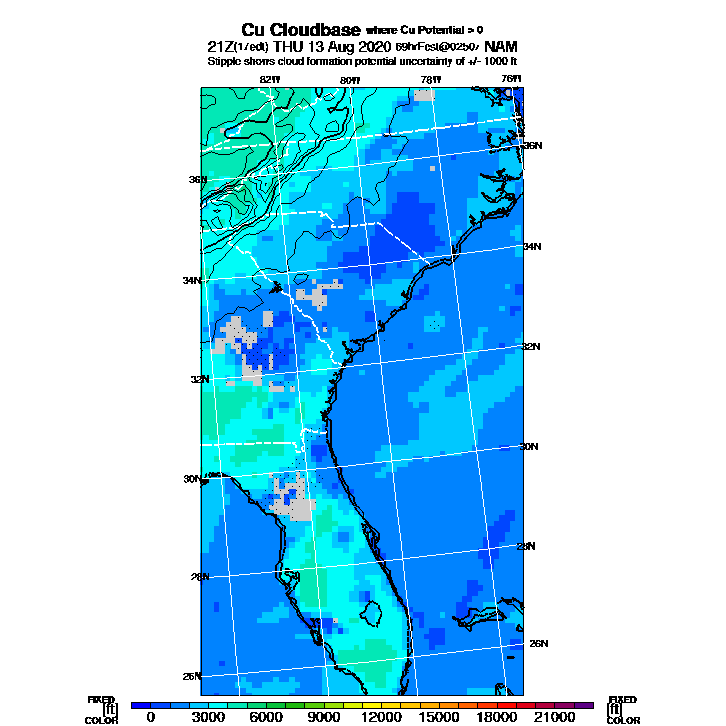 Cu Cloudbase where Cu Potential > 0
21Z(17edt) THU 13 Aug 2020 69hrFcst@0250z NAM
Stipple shows cloud formation potential uncertainty of +/- 1000 ft
82W 80W 78W 76W
36N
36N
34N
34N
32N
32N
30N
30N
28N
28N
26N
26N
FIXED FIXED
[ft] [ft]
COLOR COLOR
0 3000 6000 9000 12000 15000 18000 21000